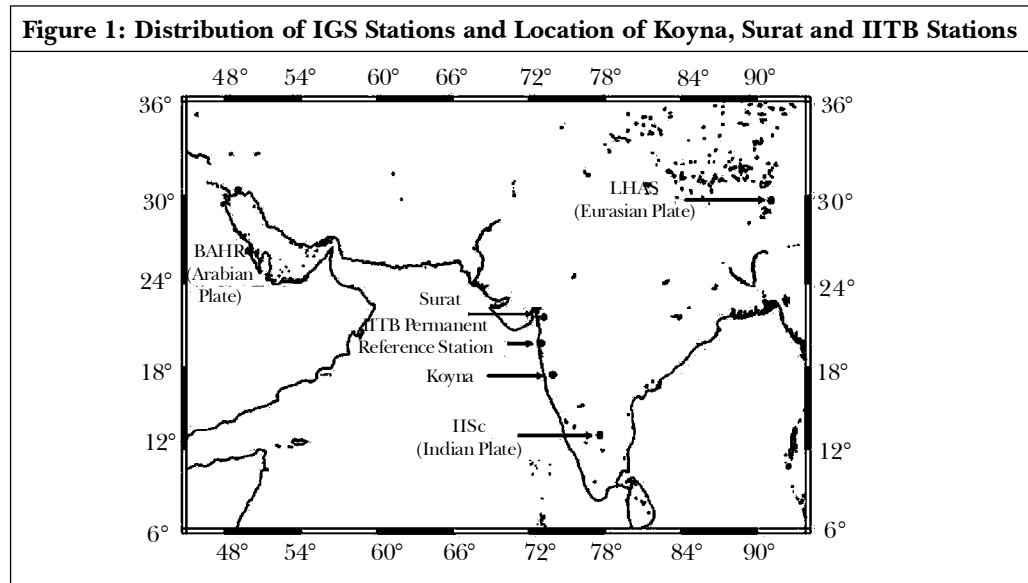 Figure 1: Distribution of IGS Stations and Location of Koyna, Surat and IITB Stations
48° 54° 60° 66° 72° 78° 84° 90°
36° 36°
LHAS
(Eurasian Plate)
30° 30°
BAHR
(Arabian
Plate)
24° 24°
Surat
IITB Permanent
Reference Station
18° 18°
Koyna
IISc
(Indian Plate)
12° 12°
6° 6°
48° 54° 60° 66° 72° 78° 84° 90°